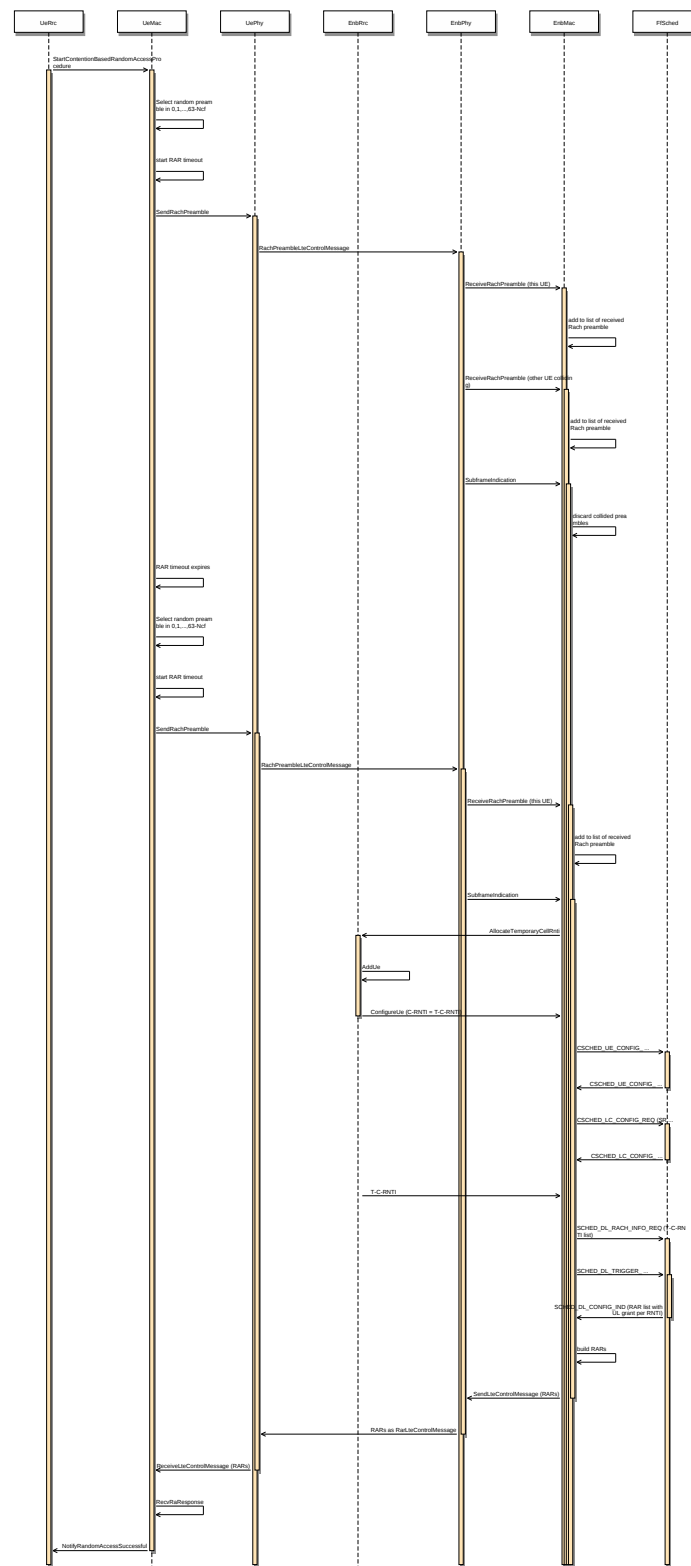 UeRrc
UeMac
UePhy
EnbRrc
EnbPhy
EnbMac
FfSched
StartContentionBasedRandomAccessPro
cedure
Select random pream
ble in 0,1,...,63-Ncf
start RAR timeout
SendRachPreamble
RachPreambleLteControlMessage
ReceiveRachPreamble (this UE)
add to list of received
Rach preamble
ReceiveRachPreamble (other UE collidin
g)
add to list of received
Rach preamble
SubframeIndication
discard collided prea
mbles
RAR timeout expires
Select random pream
ble in 0,1,...,63-Ncf
start RAR timeout
SendRachPreamble
RachPreambleLteControlMessage
ReceiveRachPreamble (this UE)
add to list of received
Rach preamble
SubframeIndication
AllocateTemporaryCellRnti
AddUe
ConfigureUe (C-RNTI = T-C-RNTI)
CSCHED_UE_CONFIG_ ...
CSCHED_UE_CONFIG_ ...
CSCHED_LC_CONFIG_REQ (SR ...
CSCHED_LC_CONFIG_ ...
T-C-RNTI
SCHED_DL_RACH_INFO_REQ (T-C-RN
TI list)
SCHED_DL_TRIGGER_ ...
SCHED_DL_CONFIG_IND (RAR list with
UL grant per RNTI)
build RARs
SendLteControlMessage (RARs)
RARs as RarLteControlMessage
ReceiveLteControlMessage (RARs)
RecvRaResponse
NotifyRandomAccessSuccessful